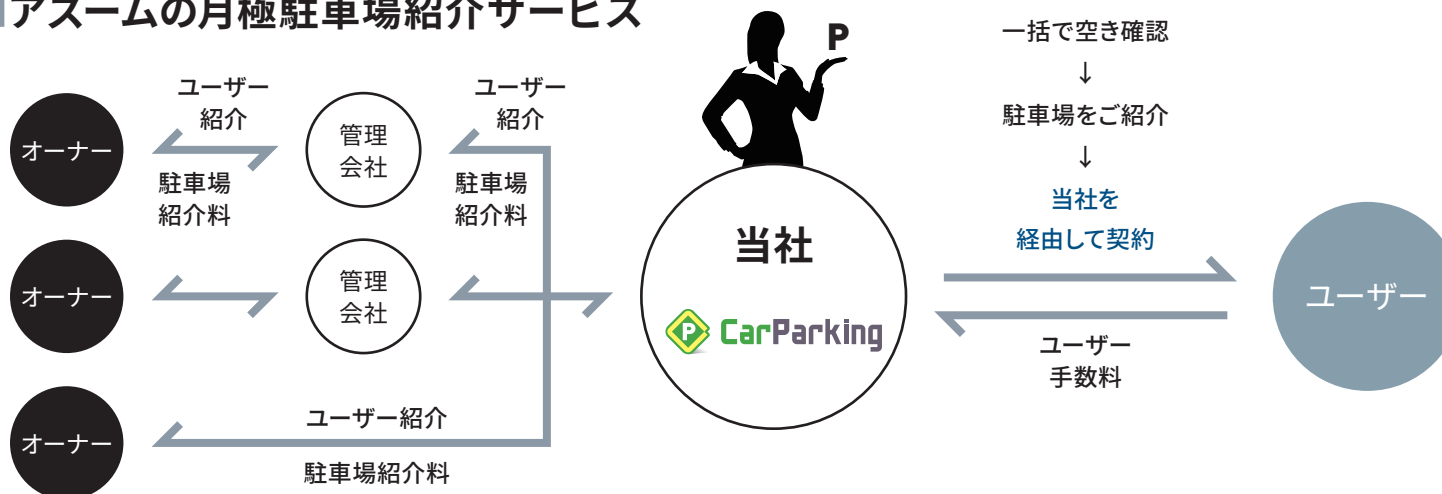 アズームの月極駐車場紹介サービス
オーナー
ユーザー
紹介
駐車場
紹介料
管理
会社
ユーザー
紹介
駐車場
紹介料
オーナー
管理
会社
オーナー
ユーザー紹介
駐車場紹介料
P
当社
P CarParking
一括で空き確認
↓
駐車場をご紹介
↓
当社を
経由して契約
ユーザー
手数料
ユーザー